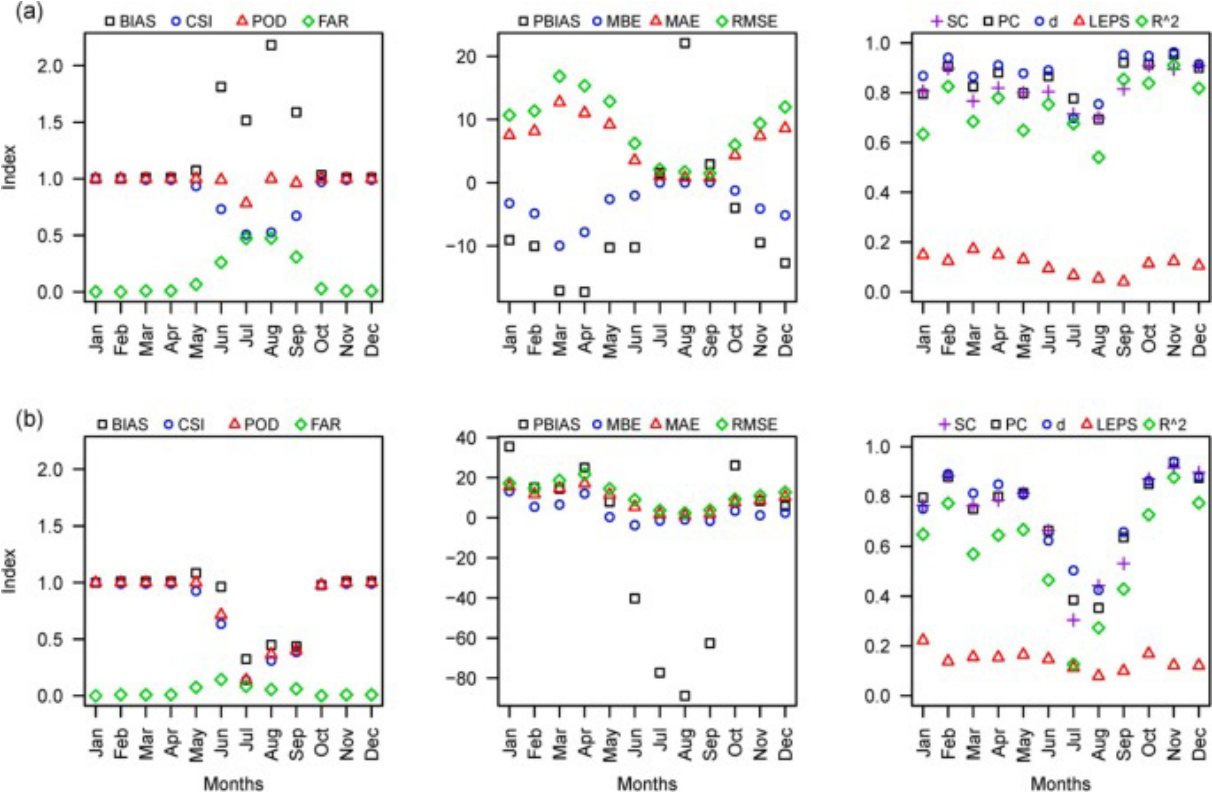 (a)
BIAS CSI POD FAR
PBIAS MBE MAE RMSE
SC PC d LEPS R^2
Index
2.0
1.5
1.0
0.5
0.0
20
10
0
−10
1.0
0.8
0.6
0.4
0.2
0.0
Jan Feb Mar Apr May Jun Jul Aug Sep Oct Nov Dec
Jan Feb Mar Apr May Jun Jul Aug Sep Oct Nov Dec
Jan Feb Mar Apr May Jun Jul Aug Sep Oct Nov Dec
(b)
BIAS CSI POD FAR
PBIAS MBE MAE RMSE
SC PC d LEPS R^2
Index
2.0
1.5
1.0
0.5
0.0
40
20
0
−20
−40
−60
−80
1.0
0.8
0.6
0.4
0.2
0.0
Jan Feb Mar Apr May Jun Jul Aug Sep Oct Nov Dec
Jan Feb Mar Apr May Jun Jul Aug Sep Oct Nov Dec
Jan Feb Mar Apr May Jun Jul Aug Sep Oct Nov Dec
Months
Months
Months